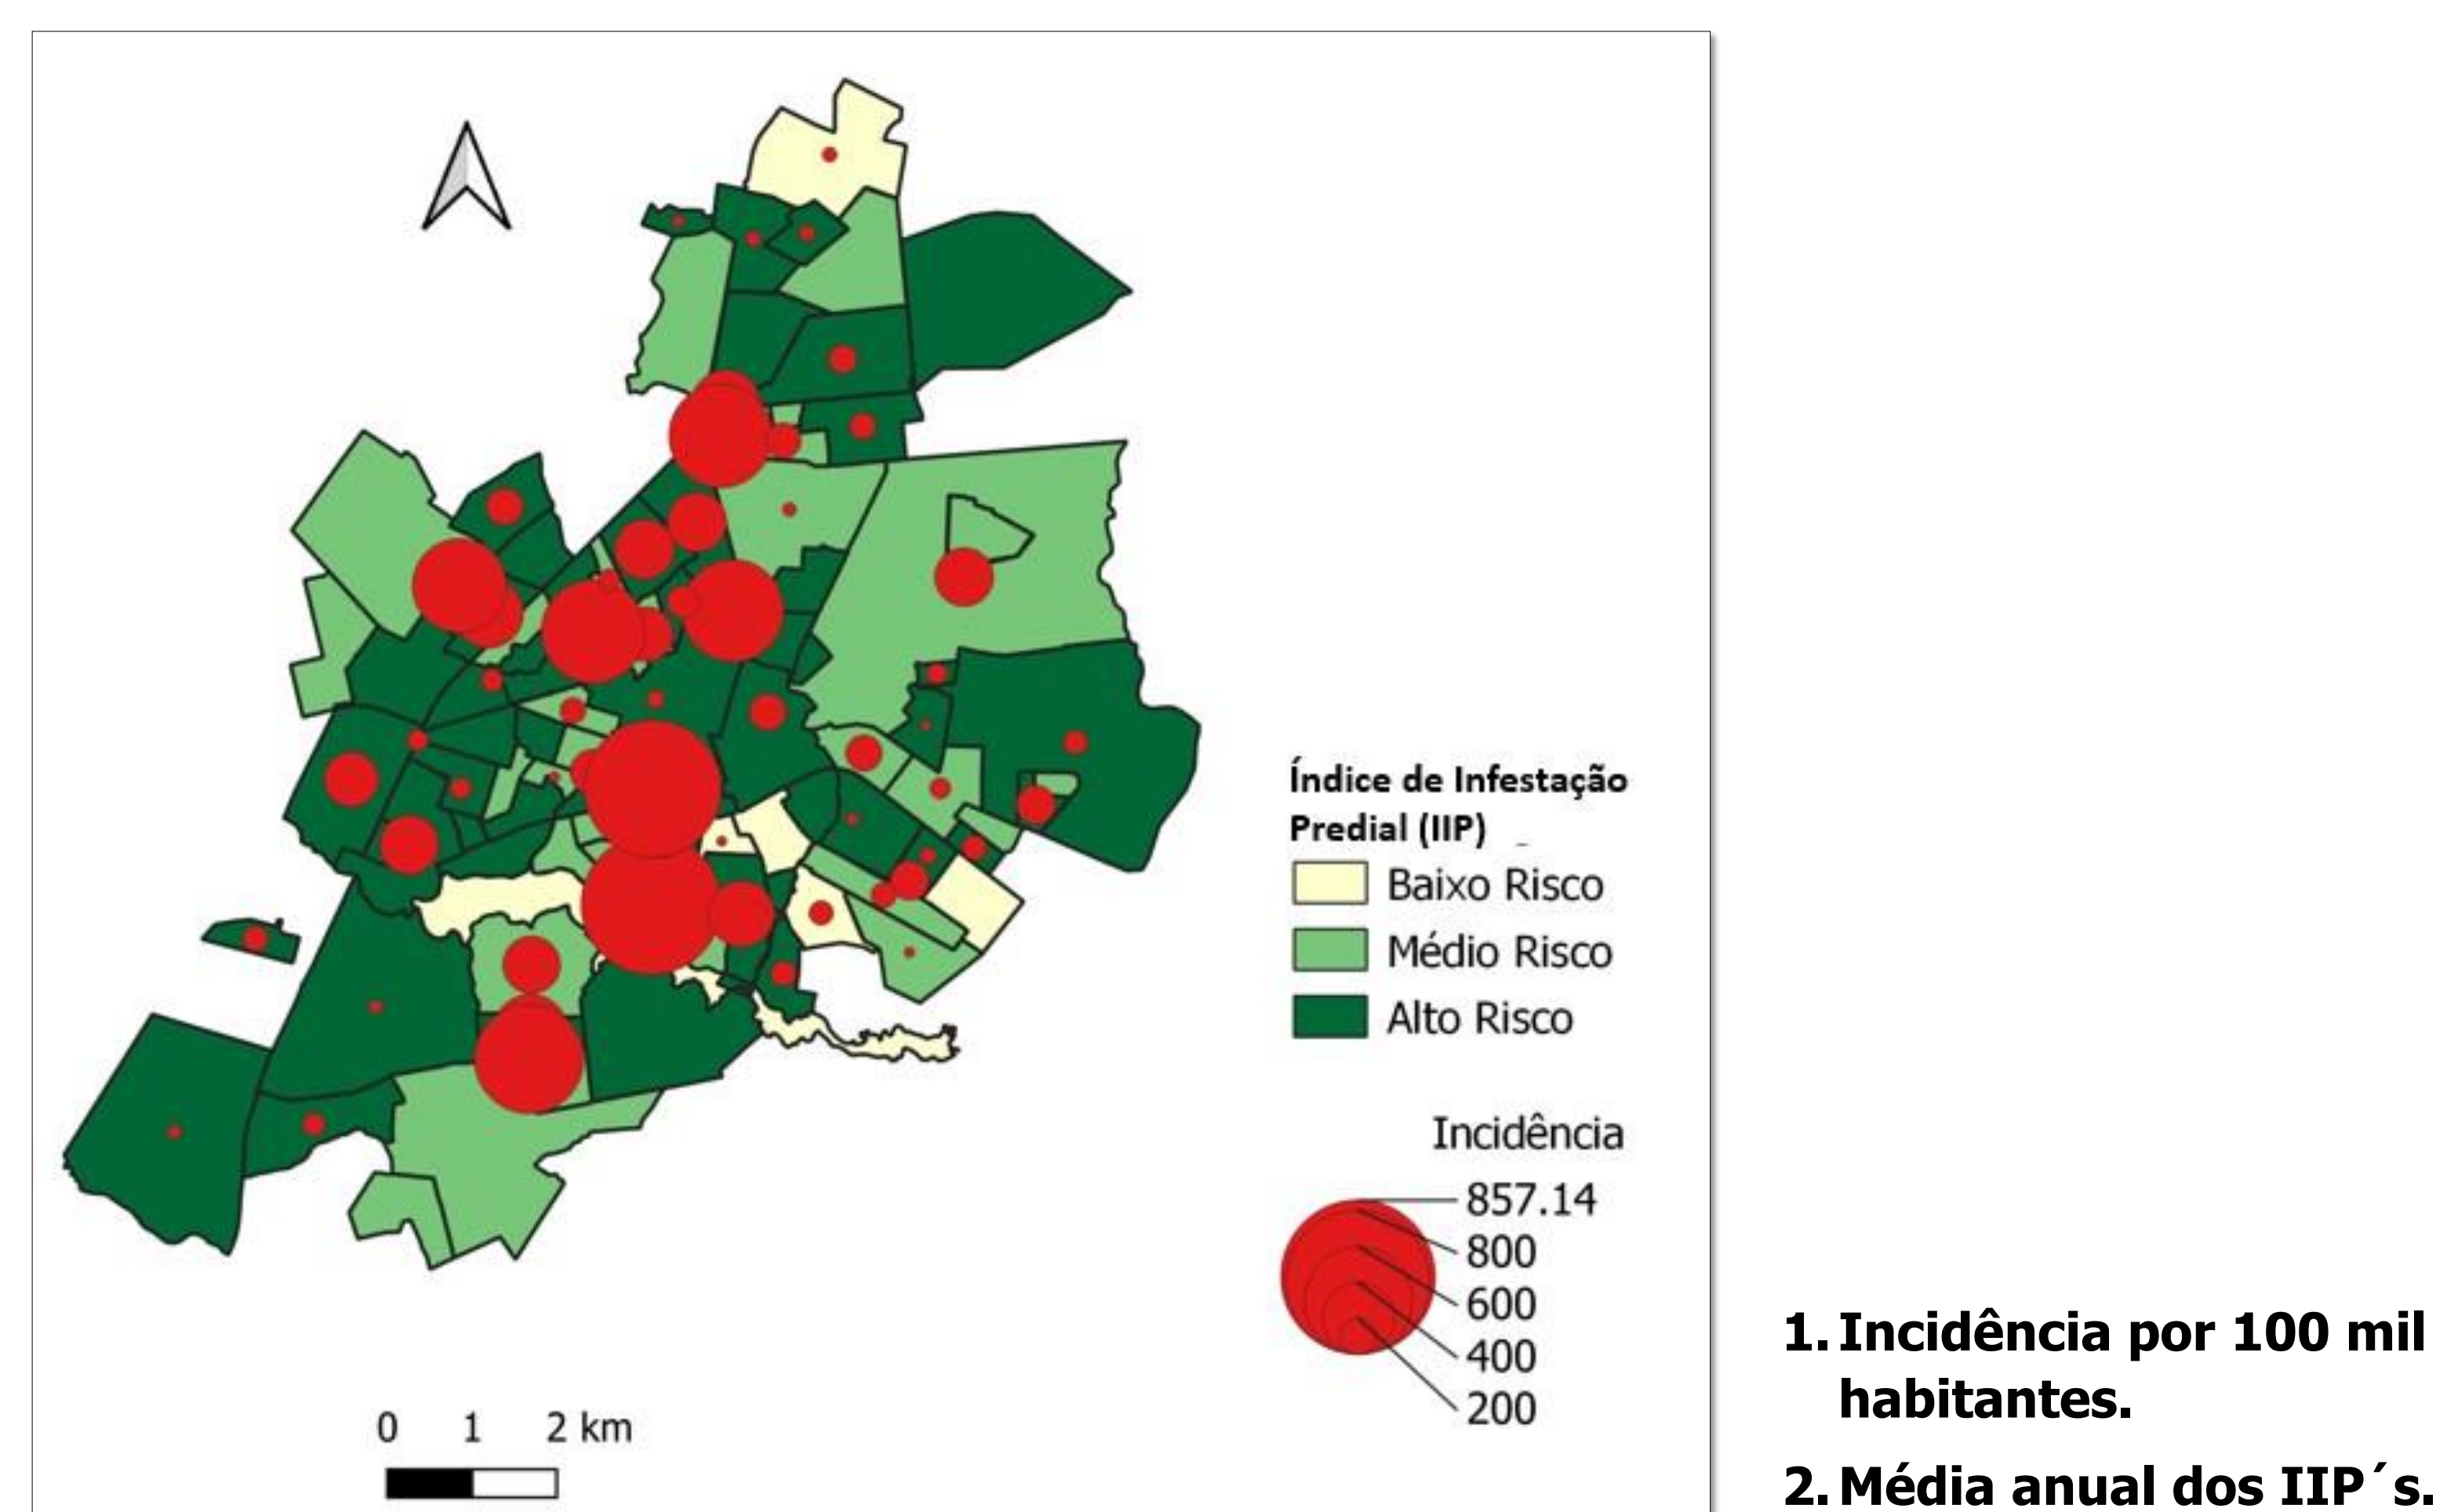 Índice de Infestação
Predial (IIP)
Baixo Risco
Médio Risco
Alto Risco
Incidência
857.14
800
600
400
200
0 1 2 km
1. Incidência por 100 mil
habitantes.
2. Média anual dos IIP´s.